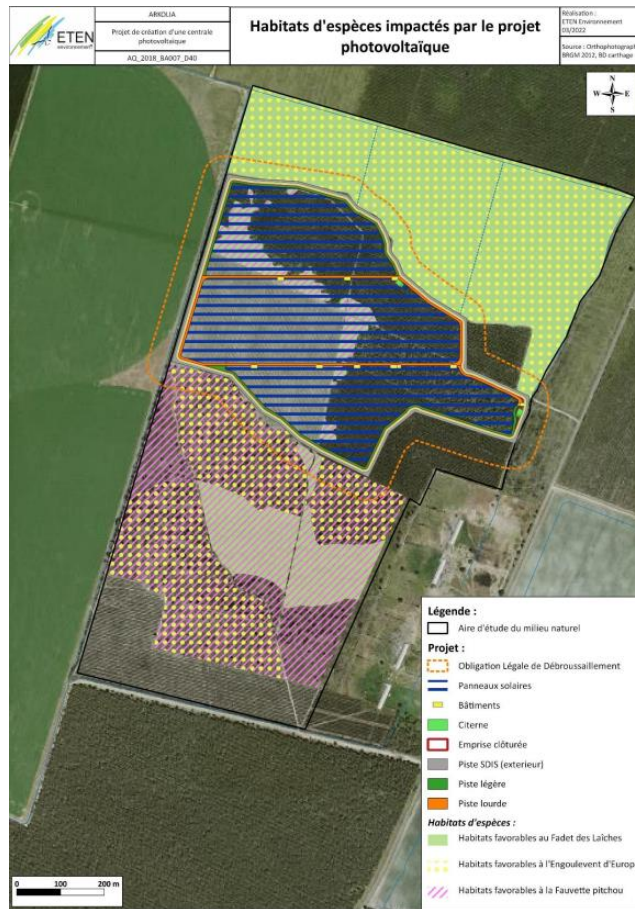 ETEN
environnement
ARKOLIA
Projet de création d'une centrale
photovoltaïque
AQ_2018_BA007_D40
Habitats d'espèces impactés par le projet
photovoltaïque
Réalisation :
ETEN Environnement
03/2022
Source : Orthophotograph
BRGM 2012, BD carthage
N
W E
S
Légende :
Aire d'étude du milieu naturel
Projet :
Obligation Légale de Débroussaillement
Panneaux solaires
Bâtiments
Citerne
Emprise clôturée
Piste SDIS (exterieur)
Piste légère
Piste lourde
Habitats d'espèces :
Habitats favorables au Fadet des Laîches
Habitats favorables à l'Engoulevent d'Europ
Habitats favorables à la Fauvette pitchou
0 100 200 m